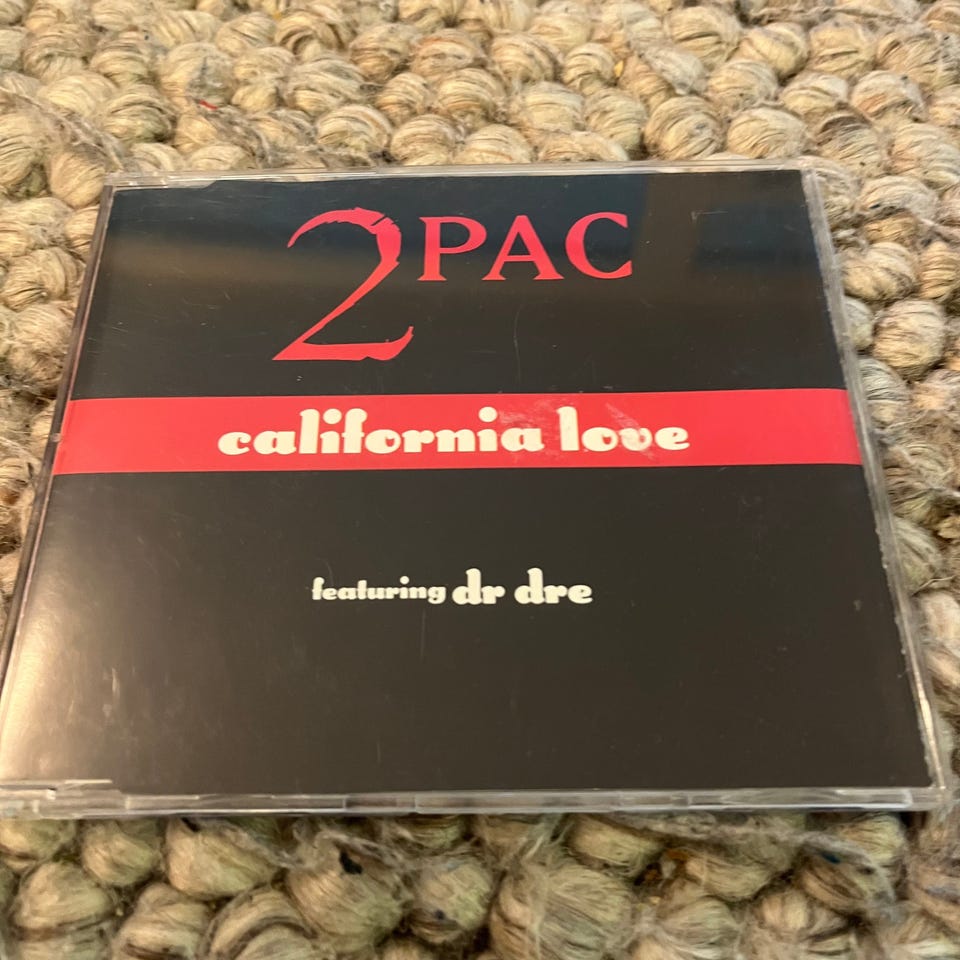 2PAC
california love
featuring dr dre